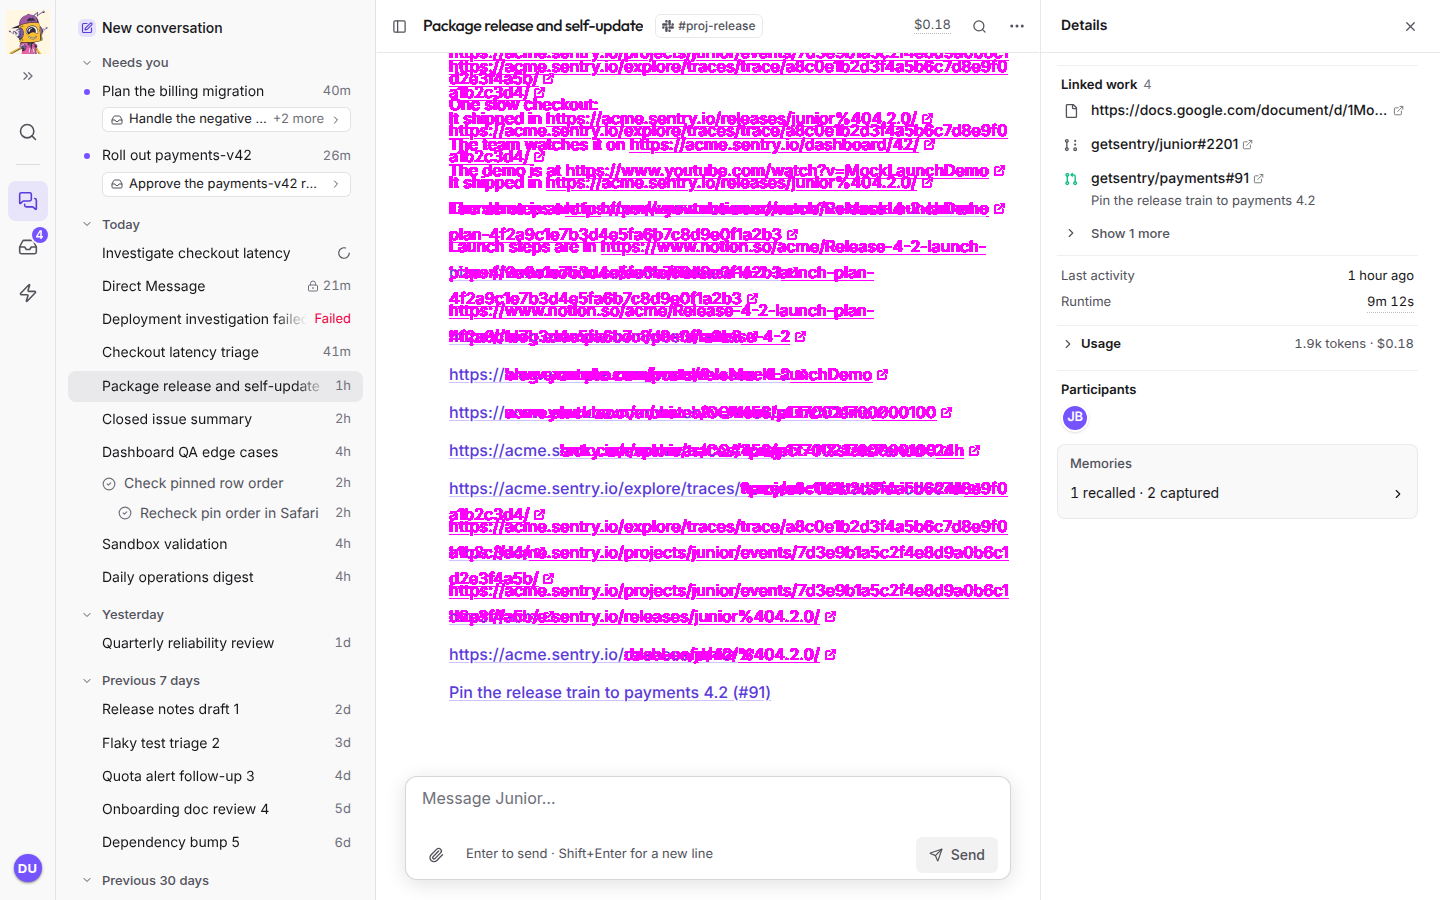 New conversation
Needs you
Plan the billing migration 40m
Handle the negative ... +2 more
Roll out payments-v42 26m
Approve the payments-v42 r...
Today
Investigate checkout latency
Direct Message 21m
Deployment investigation failed Failed
Checkout latency triage 41m
Package release and self-update 1h
Closed issue summary 2h
Dashboard QA edge cases 4h
Check pinned row order 2h
Recheck pin order in Safari 2h
Sandbox validation 4h
Daily operations digest 4h
Yesterday
Quarterly reliability review 1d
Previous 7 days
Release notes draft 1 2d
Flaky test triage 2 3d
Quota alert follow-up 3 4d
Onboarding doc review 4 5d
Dependency bump 5 6d
Previous 30 days
4
DU
Package release and self-update #proj-release $0.18
One slow checkout:
It shipped in https://acme.sentry.io/releases/junior%404.2.0/
The team watches it on https://acme.sentry.io/dashboard/42/
The demo is at https://www.youtube.com/watch?v=MockLaunchDemo
It shipped in https://acme.sentry.io/releases/junior%404.2.0/
plan-4f2a9c1e7b3d4e5fa6b7c8d9e0f1a2b3
Launch steps are in https://www.notion.so/acme/Release-4-2-launch-
4f2a9c1e7b3d4e5fa6b7c8d9e0f1a2b3
https://www.notion.so/acme/Release-4-2-launch-plan-
https://
https://
https://acme.s
https://acme.sentry.io/explore/traces/
a1b2c3d4/
https://acme.sentry.io/explore/traces/trace/a8c0e1b2d3f4a5b6c7d8e9f0
sentry.io/projects/junior/events/7d3e9b1a5c2f4e8d9a0b6c1
d2e3f4a5b/
https://acme.sentry.io/projects/junior/events/7d3e9b1a5c2f4e8d9a0b6c1
sentry.io/releases/junior%404.2.0/
https://acme.sentry.io/
Pin the release train to payments 4.2 (#91)
Message Junior...
Enter to send · Shift+Enter for a new line Send
Details
Linked work 4
https://docs.google.com/document/d/1Mo...
getsentry/junior#2201
getsentry/payments#91
Pin the release train to payments 4.2
Show 1 more
Last activity 1 hour ago
Runtime 9m 12s
Usage 1.9k tokens · $0.18
Participants
JB
Memories
1 recalled · 2 captured